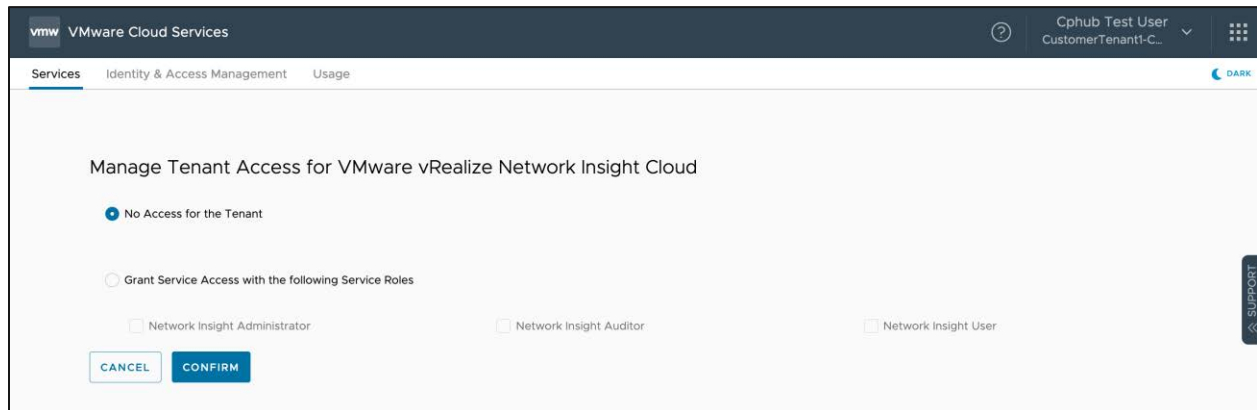 vmw VMware Cloud Services
Cphub Test User
CustomerTenant1-C...
Services Identity & Access Management Usage
DARK
Manage Tenant Access for VMware vRealize Network Insight Cloud
No Access for the Tenant
Grant Service Access with the following Service Roles
Network Insight Administrator Network Insight Auditor Network Insight User
CANCEL CONFIRM
SUPPORT